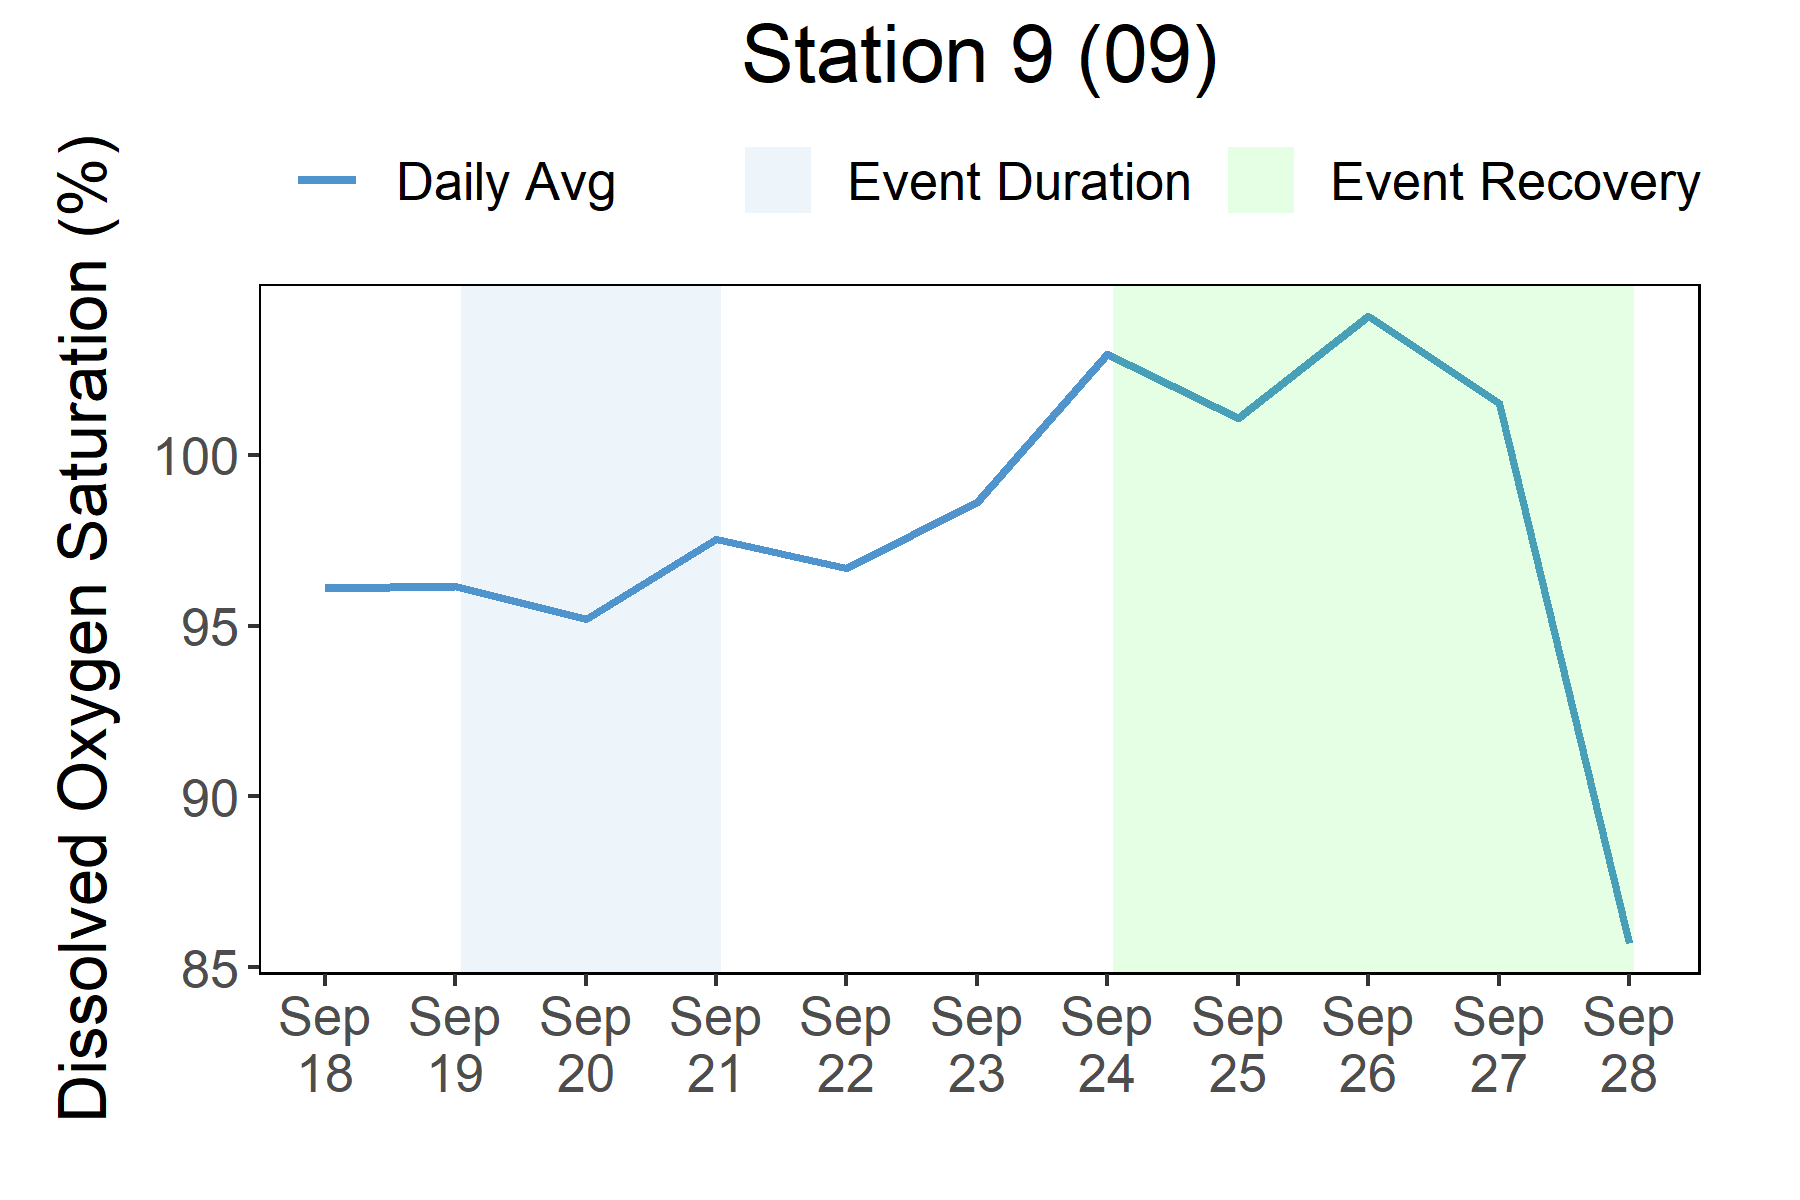 Station 9 (09)
Daily Avg
Event Duration
Event Recovery
Dissolved Oxygen Saturation (%)
100
95
90
85
Sep 18
Sep 19
Sep 20
Sep 21
Sep 22
Sep 23
Sep 24
Sep 25
Sep 26
Sep 27
Sep 28